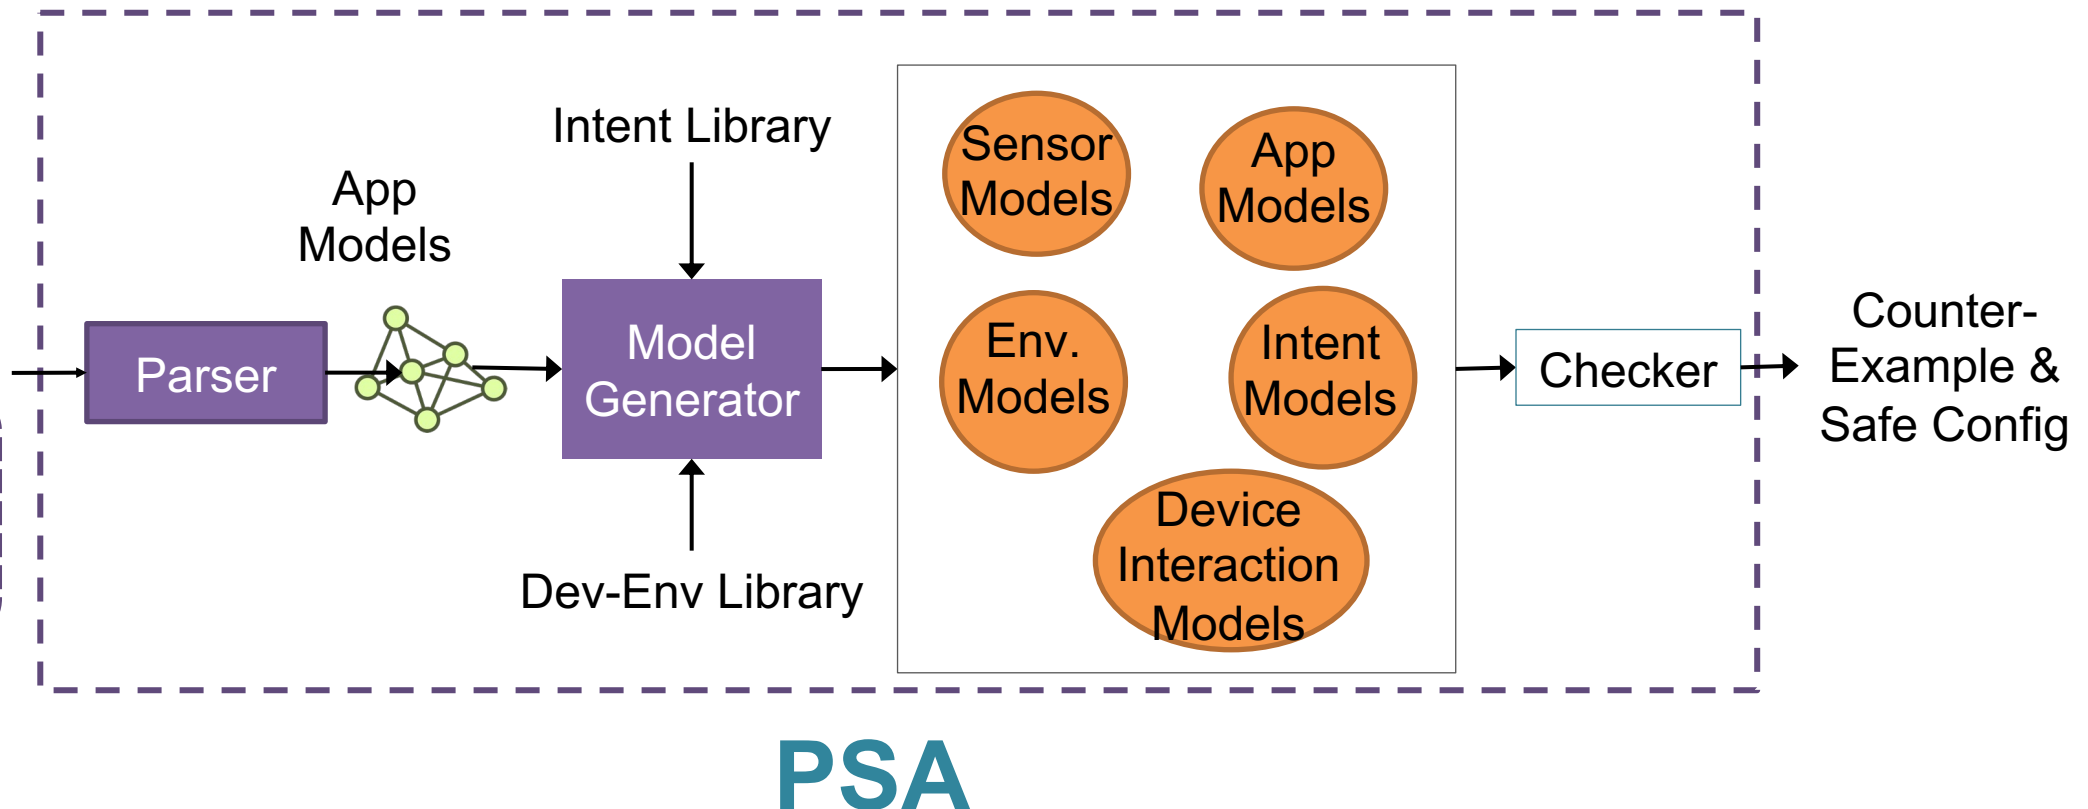 Intent Library
App
Models
Parser
Model
Generator
Dev-Env Library
Sensor
Models
App
Models
Env.
Models
Intent
Models
Device
Interaction
Models
Checker
Counter-
Example &
Safe Config
PSA